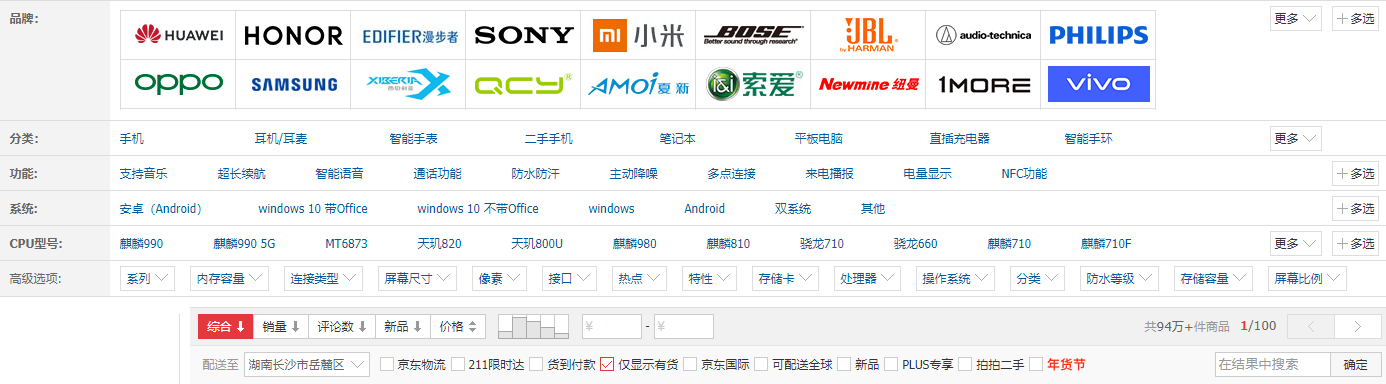 品牌: HUAWEI HONOR EDIFIER漫步者 SONY 小米 BOSE Better sound through research® JBL by HARMAN audio-technica PHILIPS 更多 多选
OPPO SAMSUNG XIBERIA QCY® AMOI 夏新 索爱® Newmine 纽曼 1MORE vivo
分类: 手机 耳机/耳麦 智能手表 二手手机 笔记本 平板电脑 直插充电器 智能手环 更多
功能: 支持音乐 超长续航 智能语音 通话功能 防水防汗 主动降噪 多点连接 来电播报 电量显示 NFC功能 多选
系统: 安卓(Android) windows 10 带Office windows 10 不带Office windows Android 双系统 其他 多选
CPU型号: 麒麟990 麒麟990 5G MT6873 天玑820 天玑800U 麒麟980 麒麟810 骁龙710 骁龙660 麒麟710 麒麟710F 更多 多选
高级选项: 系列 内存容量 连接类型 屏幕尺寸 像素 接口 热点 特性 存储卡 处理器 操作系统 分类 防水等级 存储容量 屏幕比例
综合 销量 评论数 新品 价格 ¥ - ¥ 共94万+件商品 1/100 < >
配送至 湖南长沙市岳麓区 京东物流 211限时达 货到付款 仅显示有货 京东国际 可配送全球 新品 PLUS专享 拍拍二手 年货节 在结果中搜索 确定